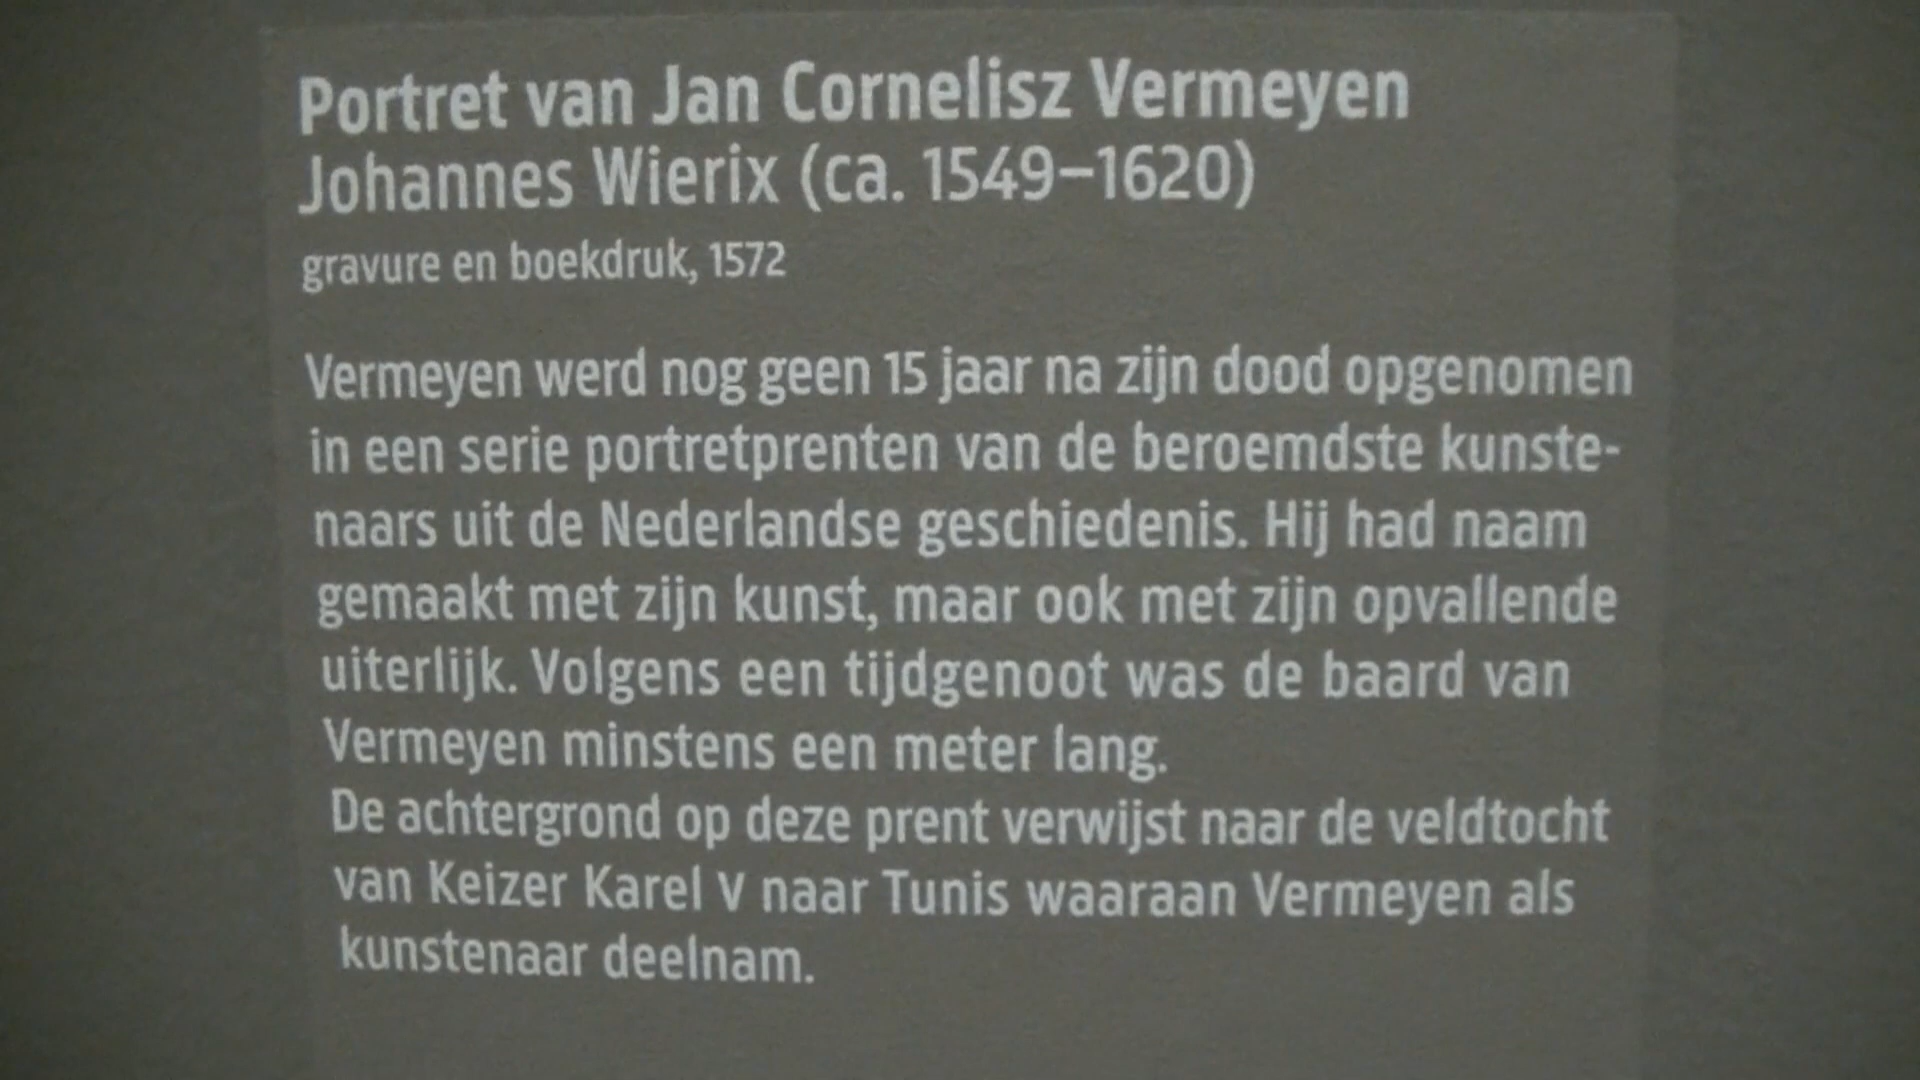 Portret van Jan Cornelisz Vermeyen
Johannes Wierix (ca. 1549–1620)
gravure en boekdruk, 1572
Vermeyen werd nog geen 15 jaar na zijn dood opgenomen
in een serie portretprenten van de beroemdste kunste-
naars uit de Nederlandse geschiedenis. Hij had naam
gemaakt met zijn kunst, maar ook met zijn opvallende
uiterlijk. Volgens een tijdgenoot was de baard van
Vermeyen minstens een meter lang.
De achtergrond op deze prent verwijst naar de veldtocht
van Keizer Karel V naar Tunis waaraan Vermeyen als
kunstenaar deelnam.